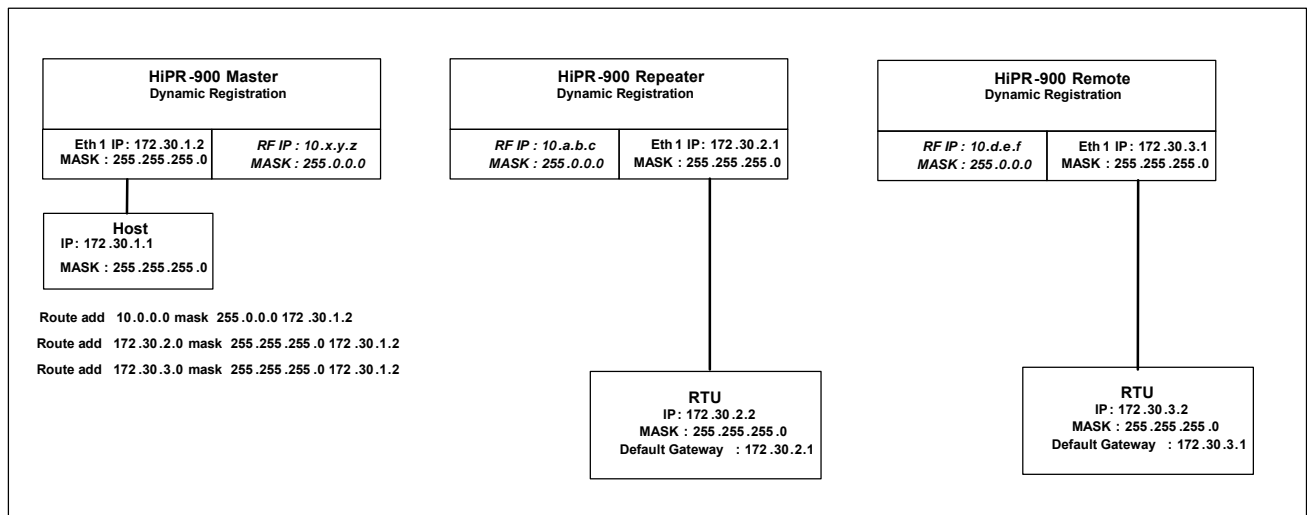 HiPR-900 Master
Dynamic Registration
Eth 1 IP: 172.30.1.2
MASK : 255.255.255.0
RF IP : 10.x.y.z
MASK : 255.0.0.0
Host
IP: 172.30.1.1
MASK : 255.255.255.0
Route add 10.0.0.0 mask 255.0.0.0 172.30.1.2
Route add 172.30.2.0 mask 255.255.255.0 172.30.1.2
Route add 172.30.3.0 mask 255.255.255.0 172.30.1.2
HiPR-900 Repeater
Dynamic Registration
RF IP : 10.a.b.c
MASK : 255.0.0.0
Eth 1 IP: 172.30.2.1
MASK : 255.255.255.0
RTU
IP: 172.30.2.2
MASK : 255.255.255.0
Default Gateway : 172.30.2.1
HiPR-900 Remote
Dynamic Registration
RF IP : 10.d.e.f
MASK : 255.0.0.0
Eth 1 IP: 172.30.3.1
MASK : 255.255.255.0
RTU
IP: 172.30.3.2
MASK : 255.255.255.0
Default Gateway : 172.30.3.1